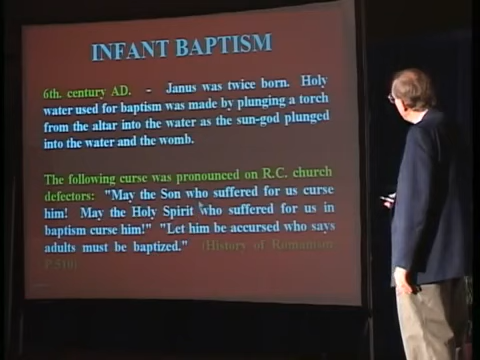 INFANT BAPTISM
6th. century AD. - Janus was twice born. Holy
water used for baptism was made by plunging a torch
from the altar into the water as the sun-god plunged
into the water and the womb.
The following curse was pronounced on R.C. church
defectors: "May the Son who suffered for us curse
him! May the Holy Spirit who suffered for us in
baptism curse him!" "Let him be accursed who says
adults must be baptized." (History of Romanism